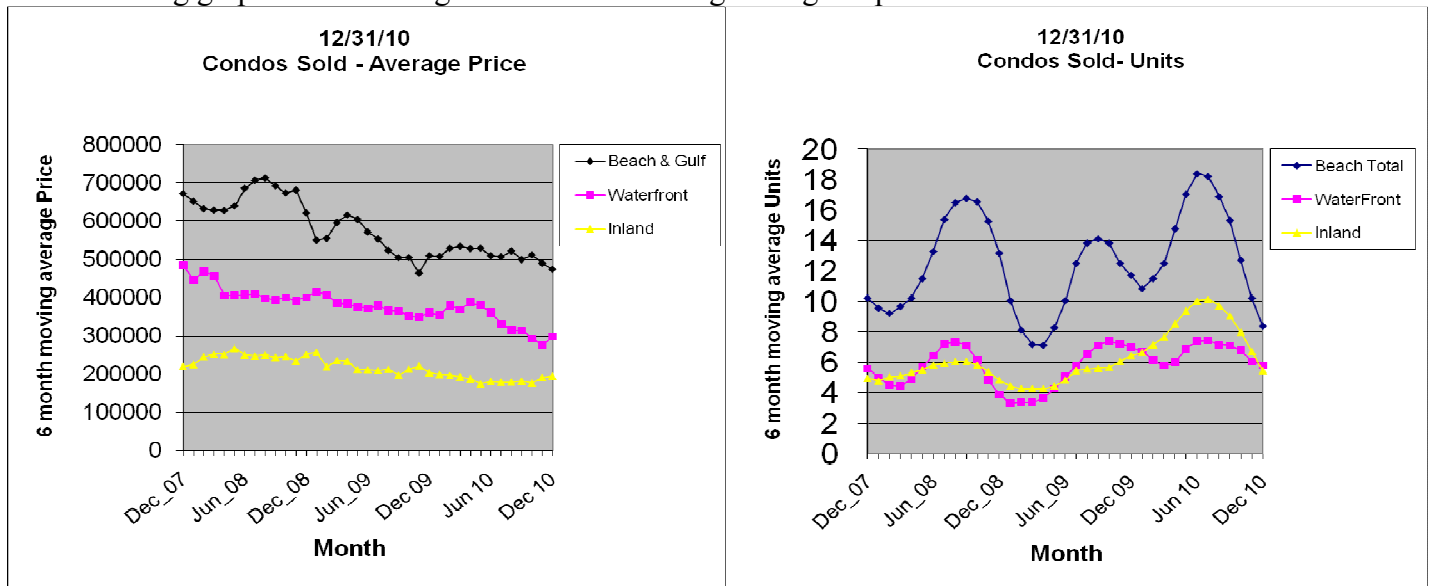 12/31/10
Condos Sold - Average Price
800000
700000
600000
500000
400000
300000
200000
100000
0
6 month moving average Price
Dec_07
Jun_08
Dec_08
Jun_09
Dec 09
Jun 10
Dec 10
Month
Beach & Gulf
Waterfront
Inland
12/31/10
Condos Sold- Units
20
18
16
14
12
10
8
6
4
2
0
6 month moving average Units
Dec_07
Jun_08
Dec_08
Jun_09
Dec 09
Jun 10
Dec 10
Month
Beach Total
WaterFront
Inland